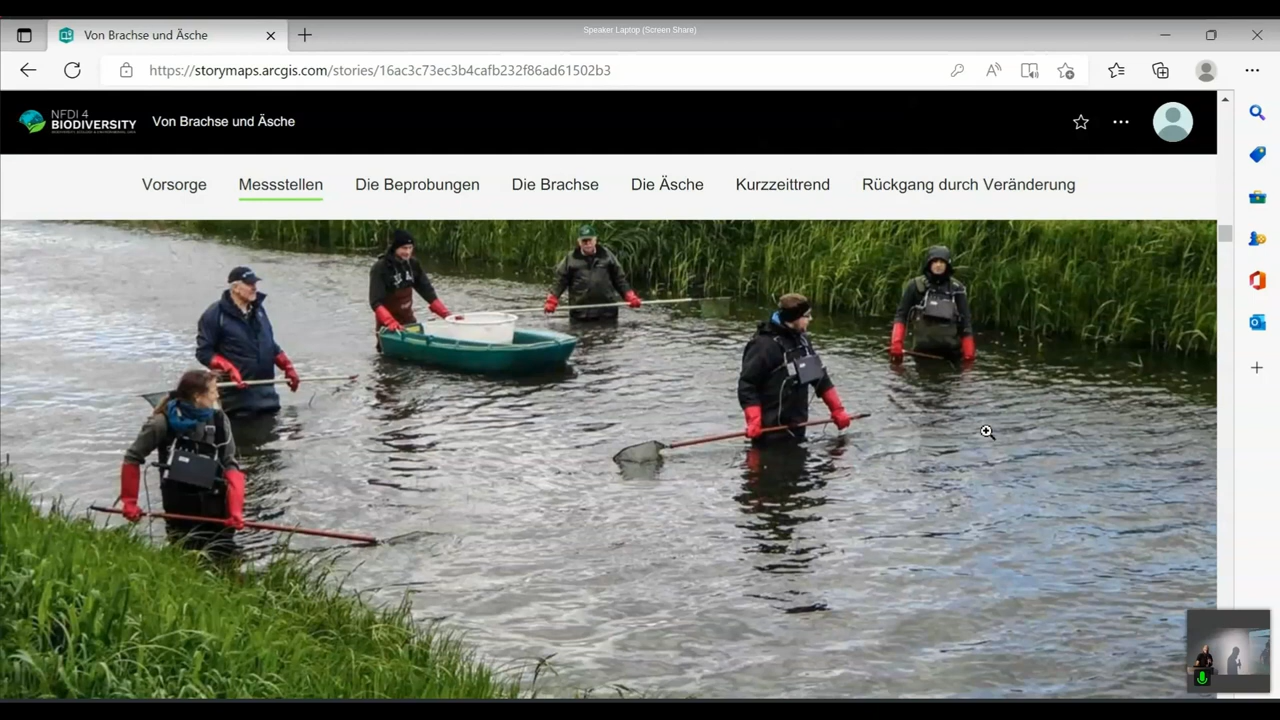 Von Brachse und Äsche
Speaker Laptop (Screen Share)
https://storymaps.arcgis.com/stories/16ac3c73ec3b4cafb232f86ad61502b3
NFDI 4
BIODIVERSITY
Von Brachse und Äsche
Vorsorge Messstellen Die Beprobungen Die Brachse Die Äsche Kurzzeittrend Rückgang durch Veränderung